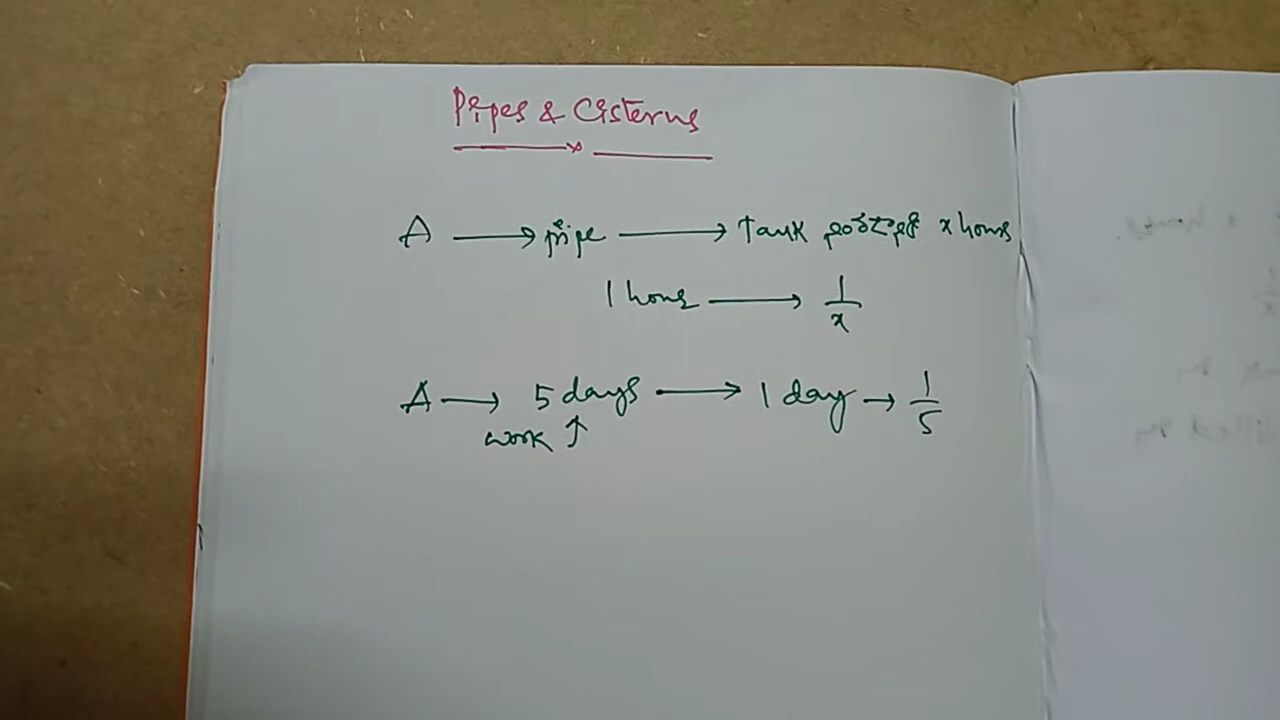 Pipes & Cisterns
A → pipe → Tank x hours
1 hour → 1/x
A → 5 days → 1 day → 1/5
work ↑